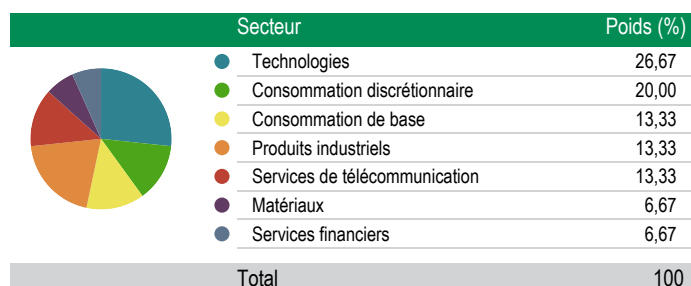 Secteur Poids (%)
Technologies 26,67
Consommation discrétionnaire 20,00
Consommation de base 13,33
Produits industriels 13,33
Services de télécommunication 13,33
Matériaux 6,67
Services financiers 6,67
Total 100